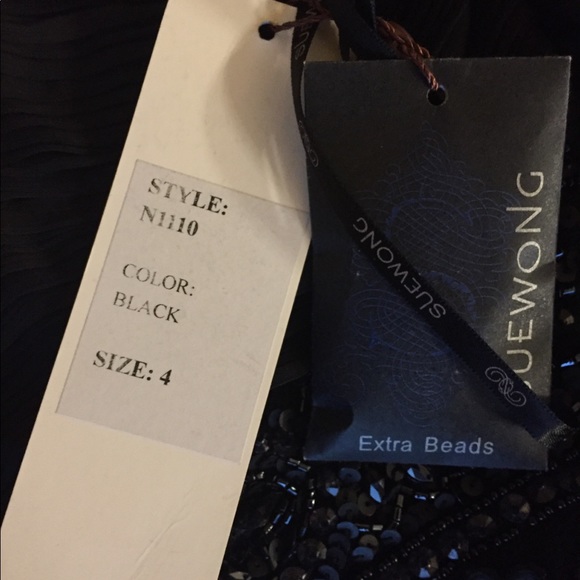 STYLE:
N1110
COLOR:
BLACK
SIZE: 4
SUEWONG
SUEWONG
Extra Beads